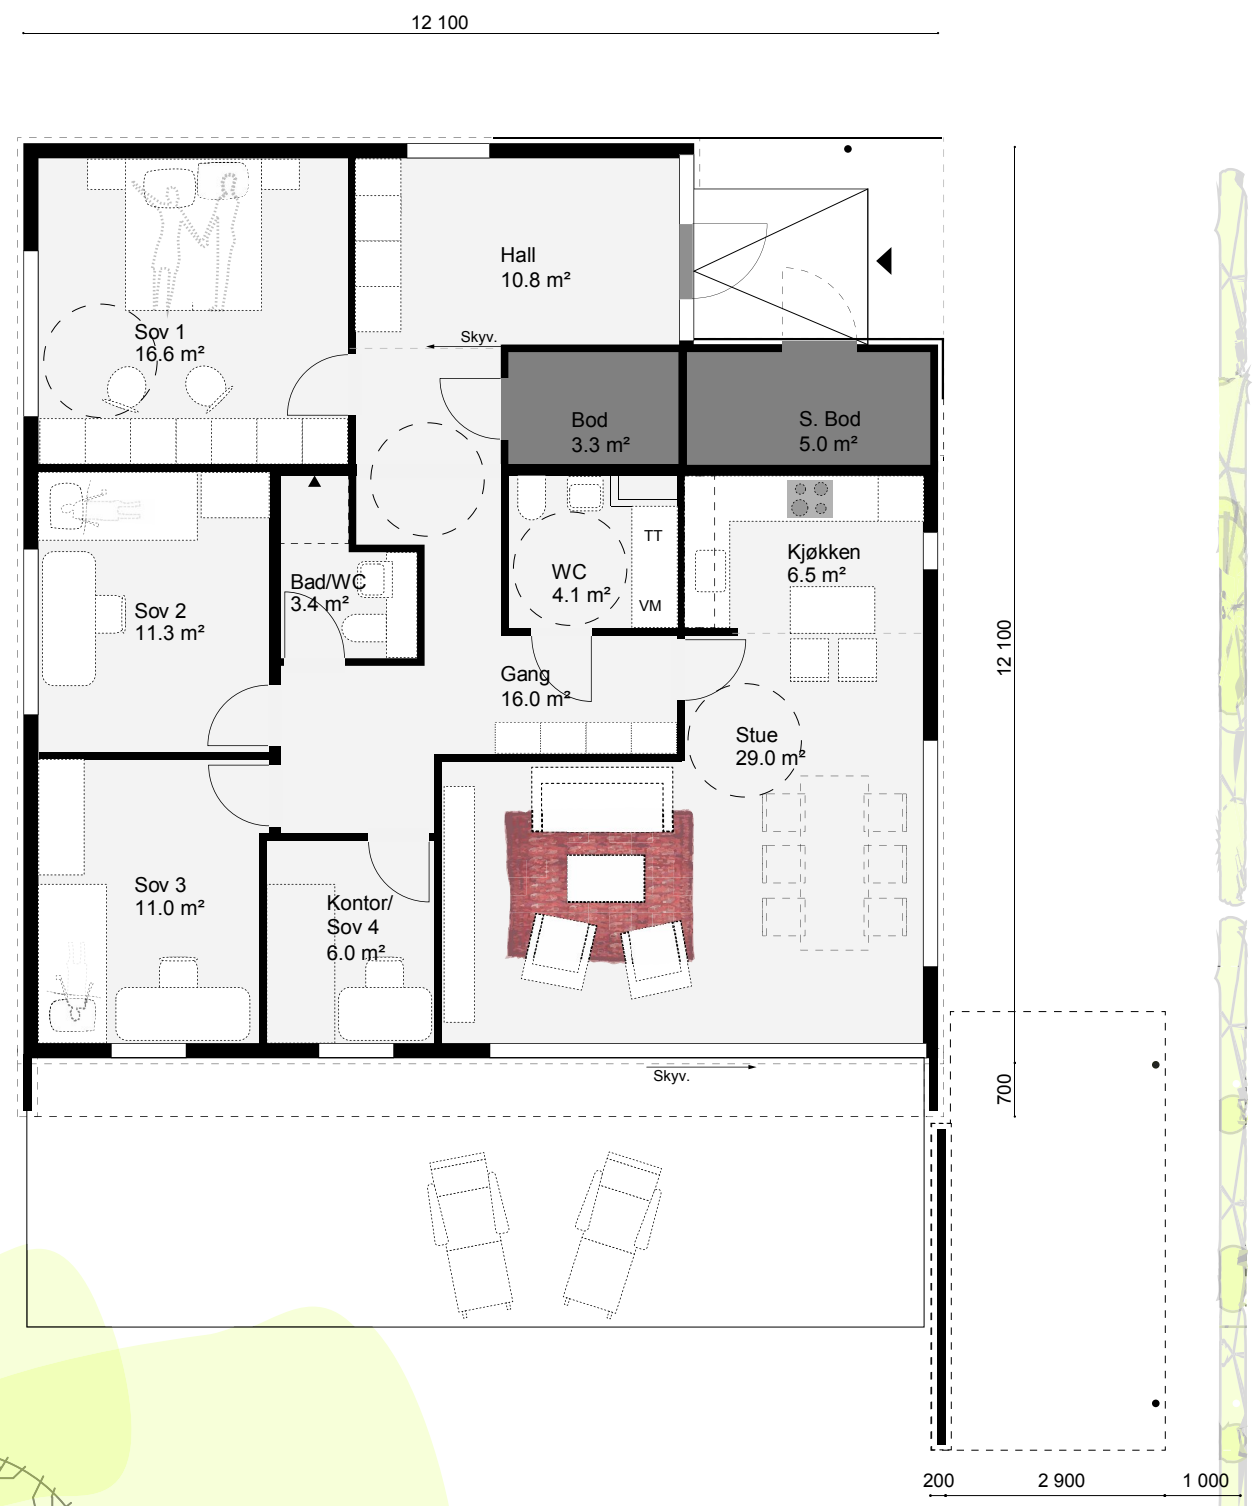 12 100
Hall
10.8 m²
Sov 1
16.6 m²
Skyv.
Bod
3.3 m²
S. Bod
5.0 m²
TT
VM
WC
4.1 m²
Kjøkken
6.5 m²
Bad/WC
3.4 m²
Sov 2
11.3 m²
12 100
Gang
16.0 m²
Stue
29.0 m²
Sov 3
11.0 m²
Kontor/
Sov 4
6.0 m²
Skyv.
700
200
2 900
1 000